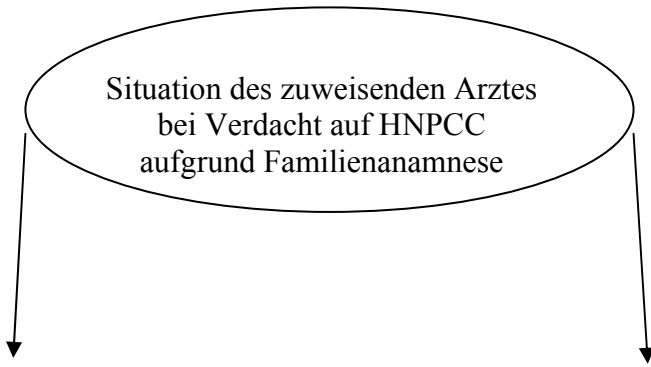 Situation des zuweisenden Arztes
bei Verdacht auf HNPCC
aufgrund Familienanamnese